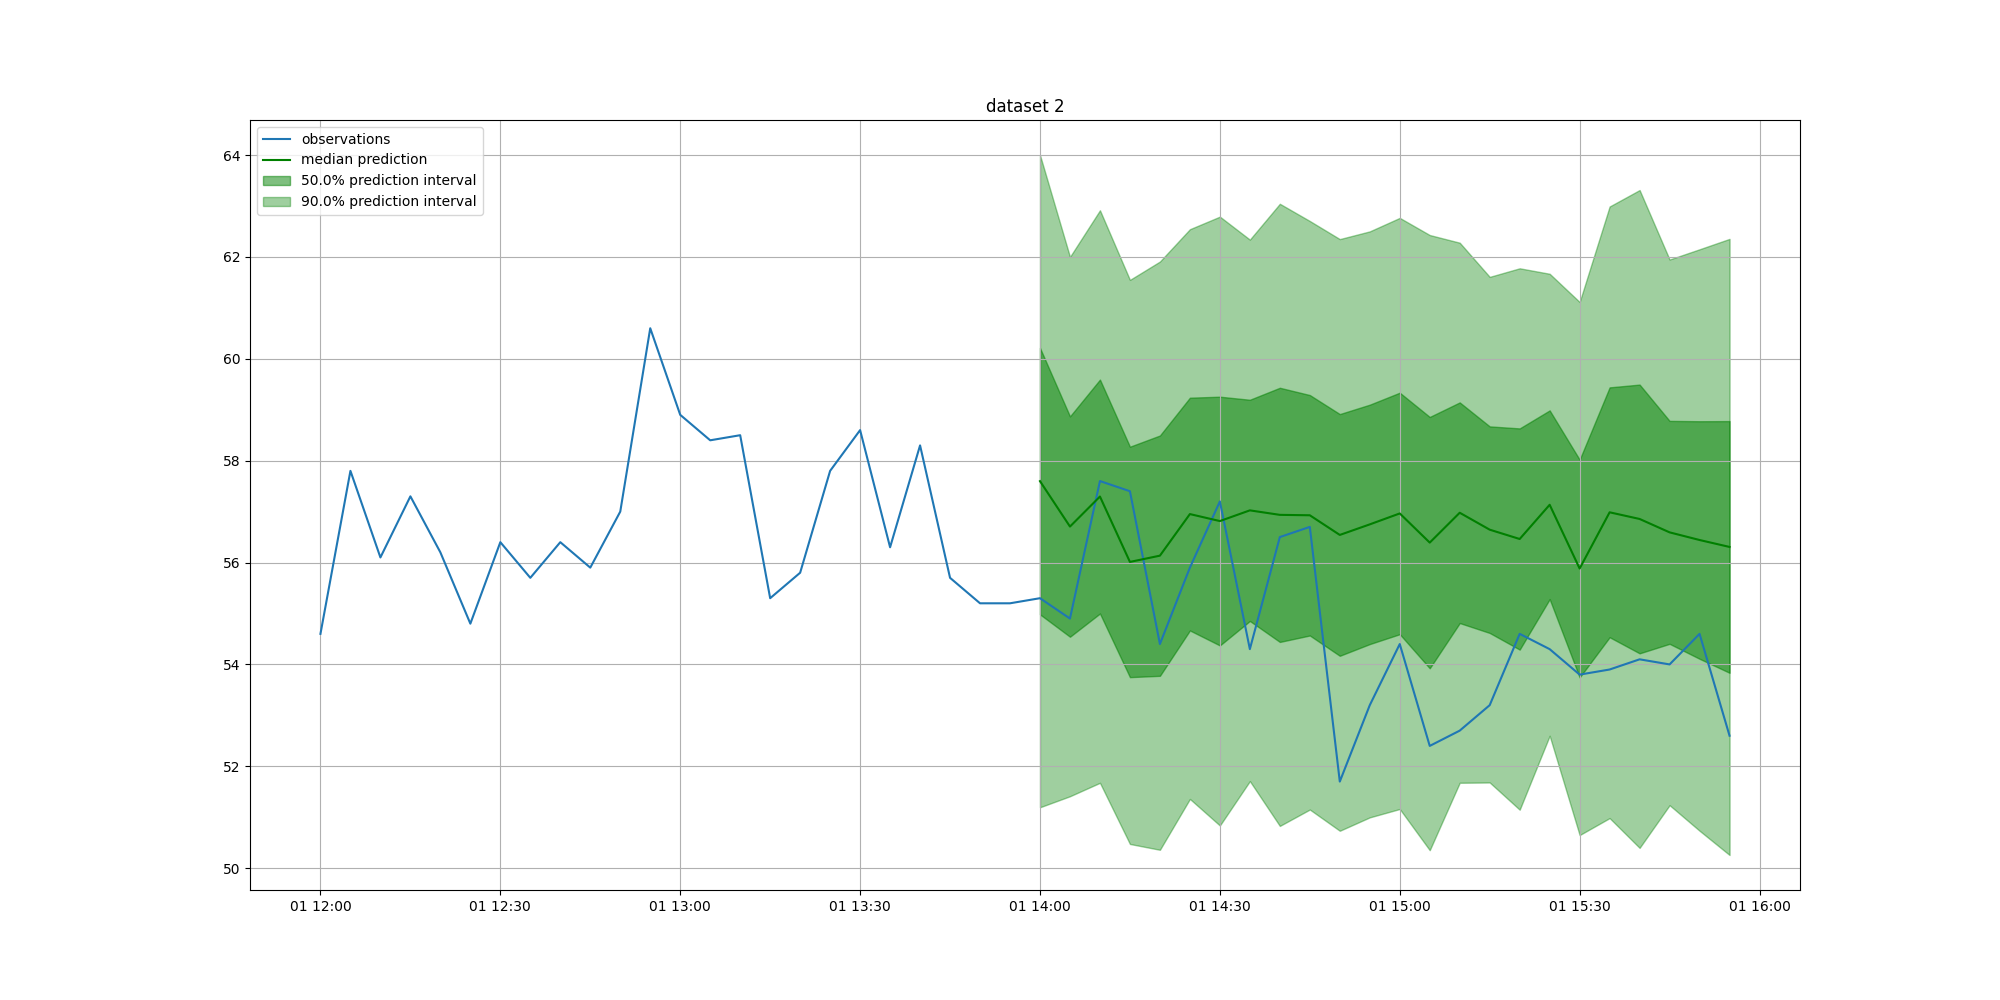 dataset 2
observations
median prediction
50.0% prediction interval
90.0% prediction interval
64
62
60
58
56
54
52
50
01 12:00 01 12:30 01 13:00 01 13:30 01 14:00 01 14:30 01 15:00 01 15:30 01 16:00